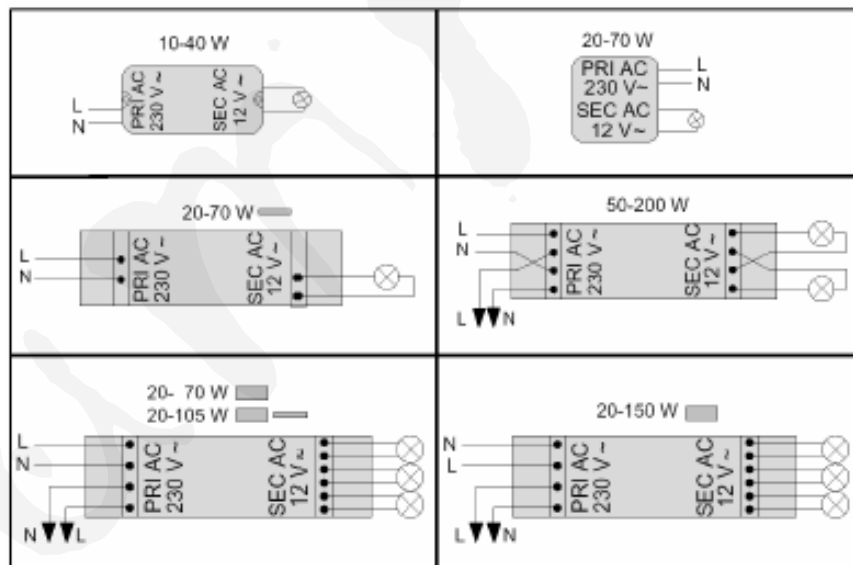 10-40 W
L
N
PRI AC
230 V ~
SEC AC
12 V ~
20-70 W
PRI AC
230 V~
SEC AC
12 V~
L
N
20-70 W
L
N
PRI AC
230 V ~
SEC AC
12 V ~
50-200 W
L
N
PRI AC
230 V ~
SEC AC
12 V ~
L N
20- 70 W
20-105 W
L
N
PRI AC
230 V ~
SEC AC
12 V ~
N L
20-150 W
N
L
PRI AC
230 V ~
SEC AC
12 V ~
L N